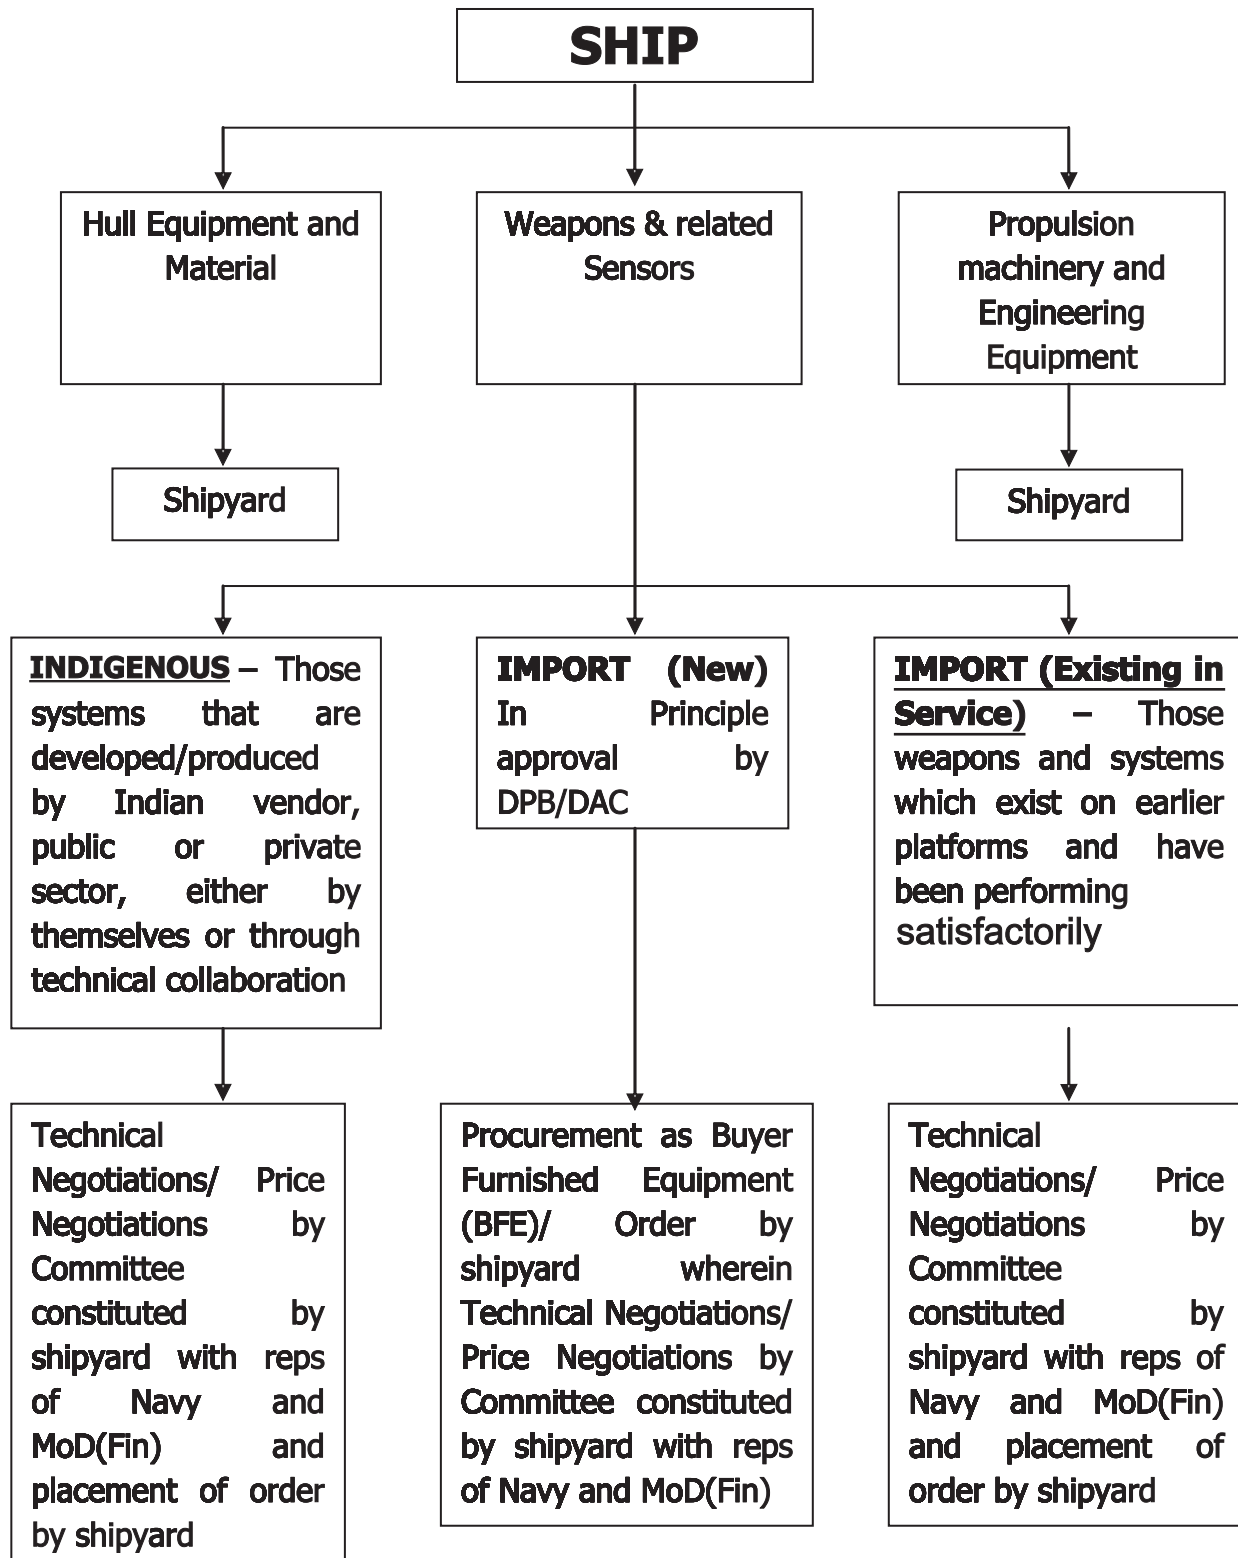 SHIP
Hull Equipment and
Material
Weapons & related
Sensors
Propulsion
machinery and
Engineering
Equipment
Shipyard
Shipyard
INDIGENOUS – Those
systems that are
developed/produced
by Indian vendor,
public or private
sector, either by
themselves or through
technical collaboration
IMPORT (New)
In Principle
approval by
DPB/DAC
IMPORT (Existing in
Service) – Those
weapons and systems
which exist on earlier
platforms and have
been performing
satisfactorily
Technical
Negotiations/ Price
Negotiations by
Committee
constituted by
shipyard with reps
of Navy and
MoD(Fin) and
placement of order
by shipyard
Procurement as Buyer
Furnished Equipment
(BFE)/ Order by
shipyard wherein
Technical Negotiations/
Price Negotiations by
Committee constituted
by shipyard with reps
of Navy and MoD(Fin)
Technical
Negotiations/ Price
Negotiations by
Committee
constituted by
shipyard with reps of
Navy and MoD(Fin)
and placement of
order by shipyard